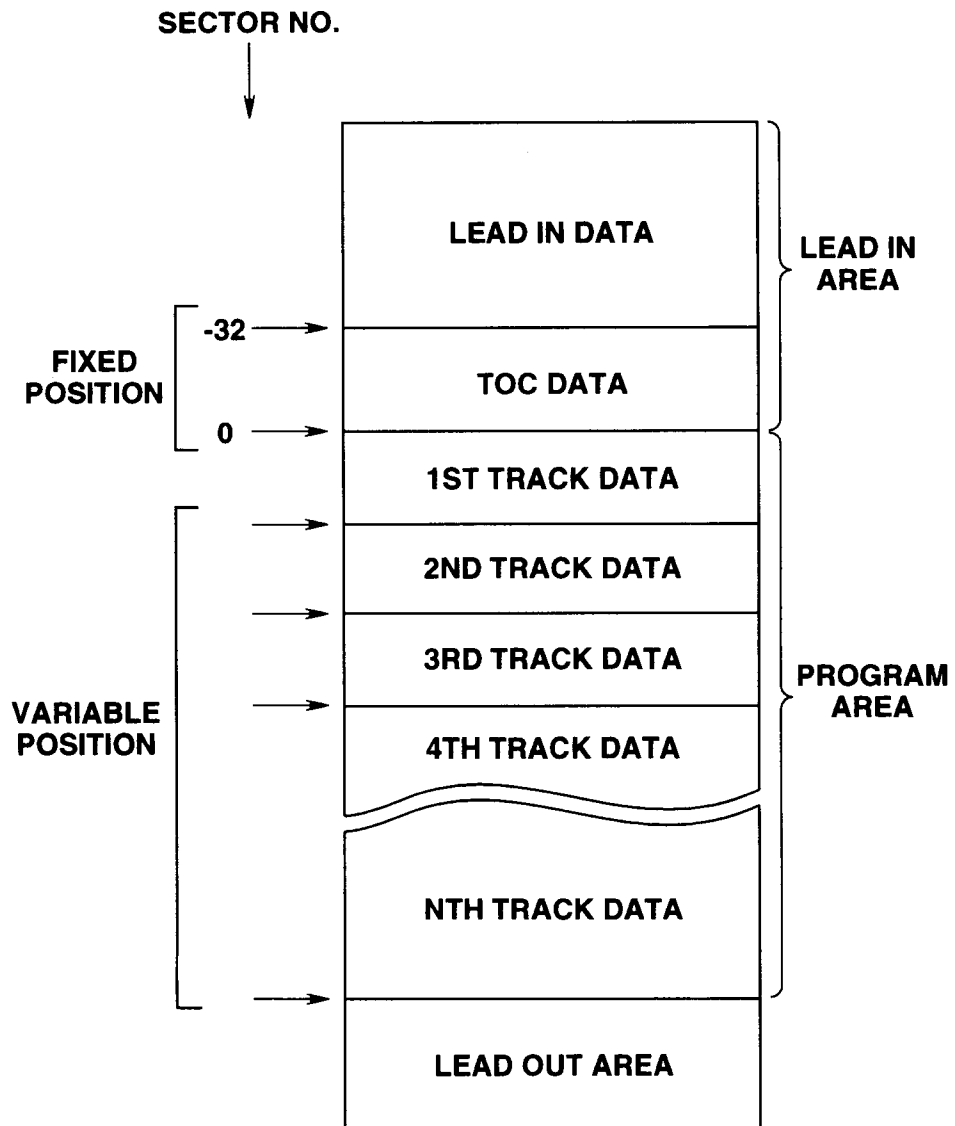 SECTOR NO.
LEAD IN DATA
LEAD IN
AREA
-32
FIXED
POSITION
TOC DATA
0
1ST TRACK DATA
2ND TRACK DATA
3RD TRACK DATA
PROGRAM
AREA
VARIABLE
POSITION
4TH TRACK DATA
NTH TRACK DATA
LEAD OUT AREA